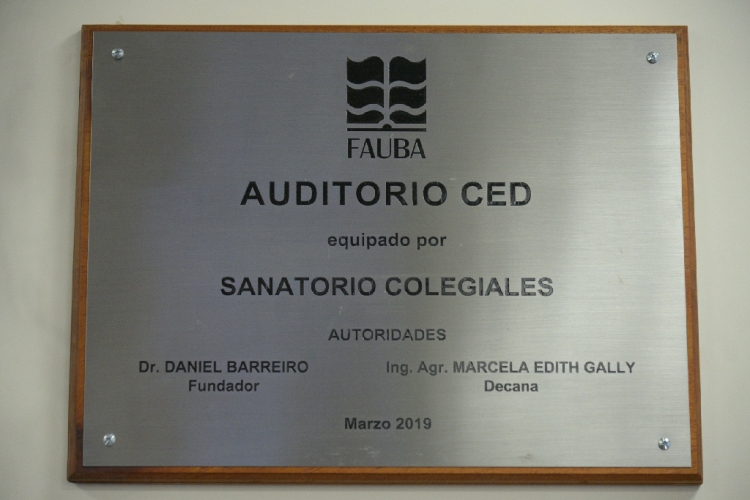 FAUBA
AUDITORIO CED
equipado por
SANATORIO COLEGIALES
AUTORIDADES
Dr. DANIEL BARREIRO Ing. Agr. MARCELA EDITH GALLY
Fundador Decana
Marzo 2019